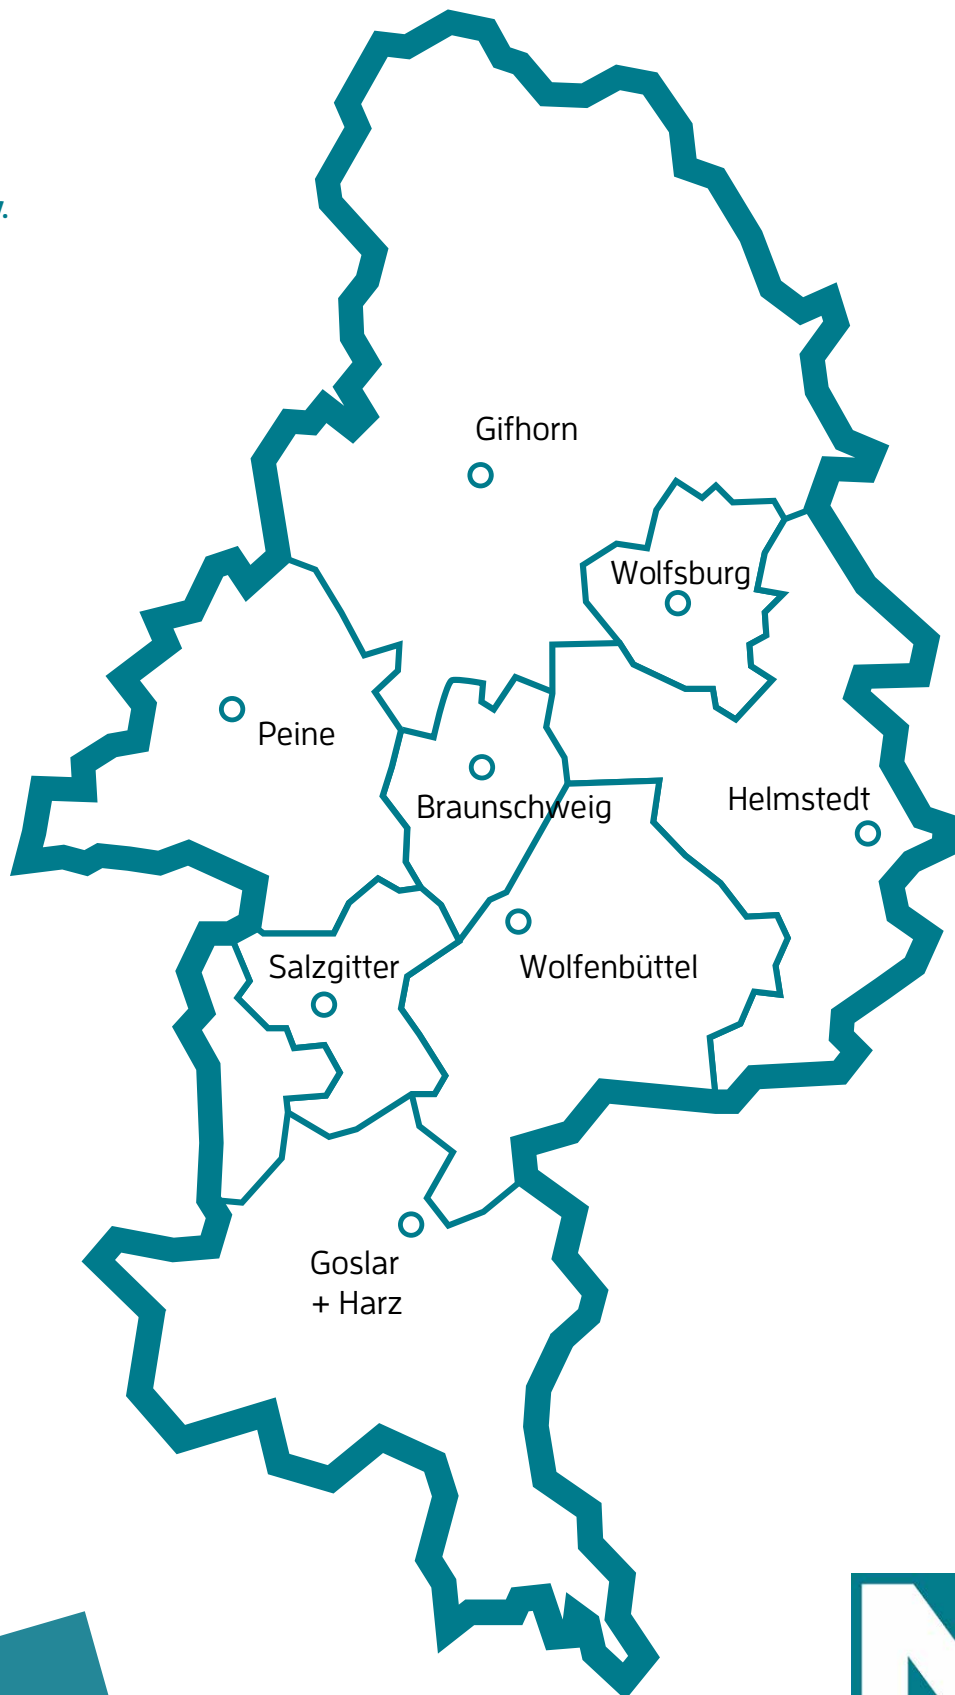 Gifhorn
Wolfsburg
Peine
Helmstedt
Braunschweig
Salzgitter
Wolfenbüttel
Goslar
+ Harz